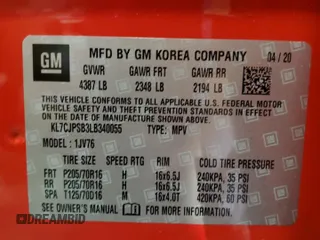 GM
MFD BY GM KOREA COMPANY 04/20
GVWR GAWR FRT GAWR RR
4387 LB 2348 LB 2194 LB
THIS VEHICLE CONFORMS TO ALL APPLICABLE U.S. FEDERAL MOTOR
VEHICLE SAFETY AND THEFT PREVENTION STANDARDS IN EFFECT
ON THE DATE OF MANUFACTURE SHOWN ABOVE.
KL7CJPSB3LB340055 TYPE: MPV
MODEL: 1JV76
TIRE SIZE SPEED RTG RIM COLD TIRE PRESSURE
FRT P205/70R16 H 16x6.5J 240KPA, 35 PSI
RR P205/70R16 H 16x6.5J 240KPA, 35 PSI
SPA T125/70D16 M 16x4.0T 420KPA, 60 PSI
SEE OWNER'S MANUAL FOR MORE INFORMATION
DREAMBID